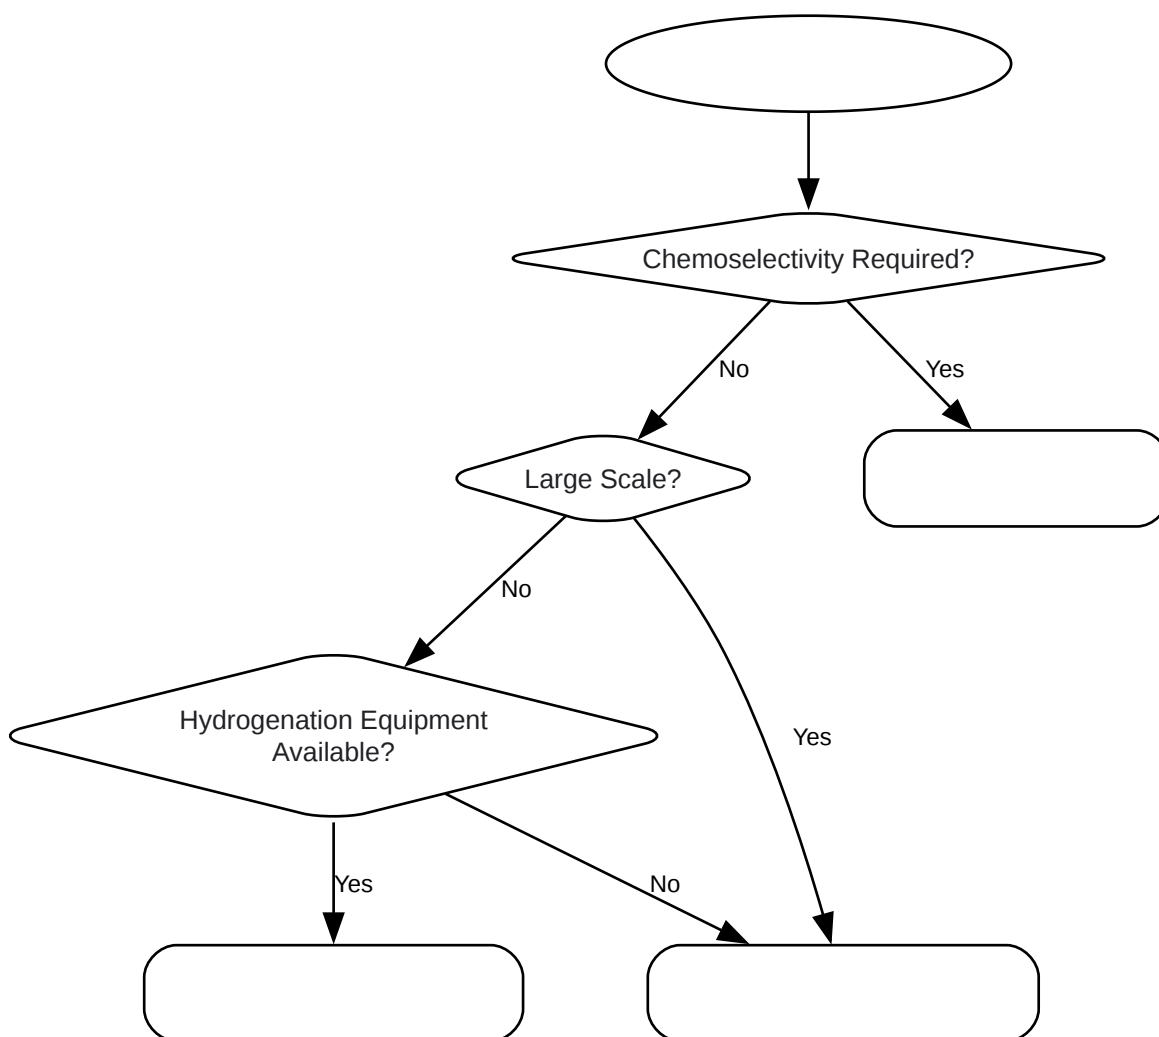 Chemoselectivity Required?
No
Yes
Large Scale?
No
Yes
Hydrogenation Equipment
Available?
Yes
No